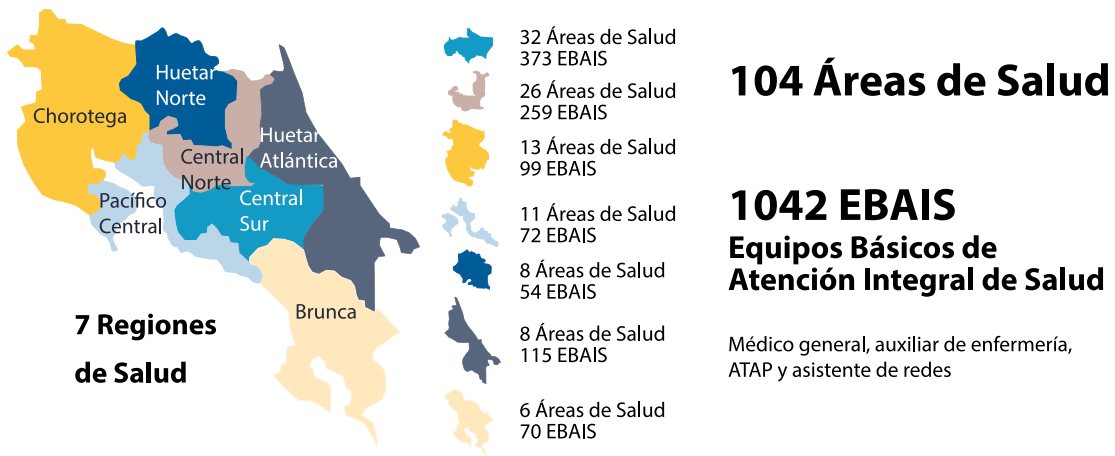 Huetar
Norte
Chorotega
Huetar
Atlántica
Central
Norte
Pacífico
Central
Central
Sur
Brunca
7 Regiones
de Salud
32 Áreas de Salud
373 EBAIS
26 Áreas de Salud
259 EBAIS
13 Áreas de Salud
99 EBAIS
11 Áreas de Salud
72 EBAIS
8 Áreas de Salud
54 EBAIS
8 Áreas de Salud
115 EBAIS
6 Áreas de Salud
70 EBAIS
104 Áreas de Salud
1042 EBAIS
Equipos Básicos de
Atención Integral de Salud
Médico general, auxiliar de enfermería,
ATAP y asistente de redes